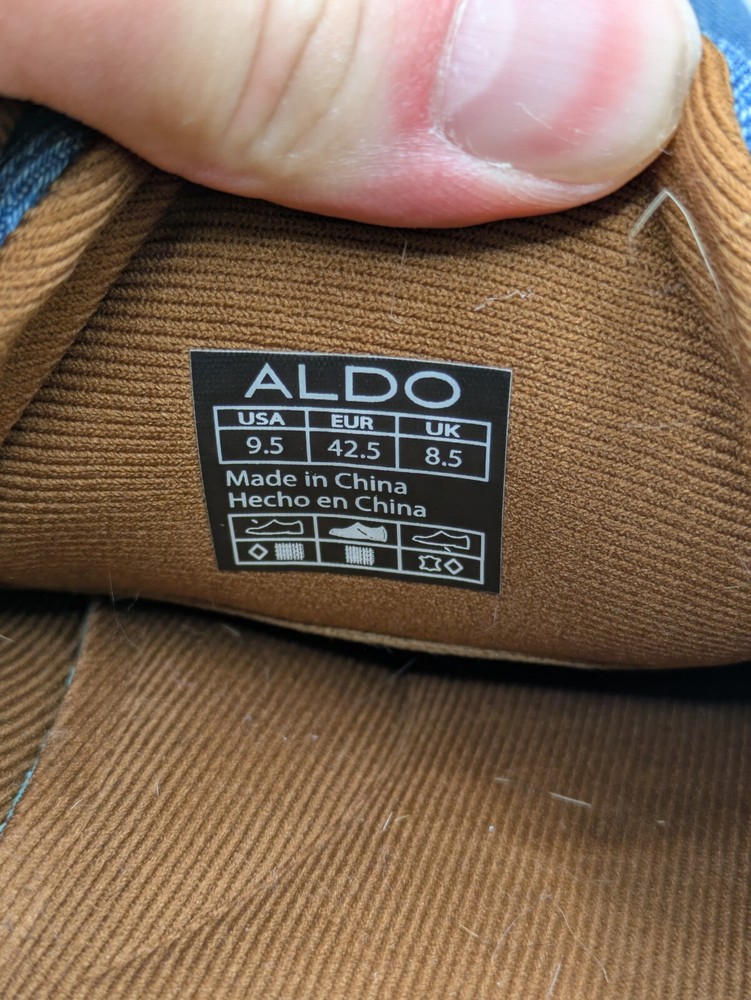 ALDO
USA EUR UK
9.5 42.5 8.5
Made in China
Hecho en China